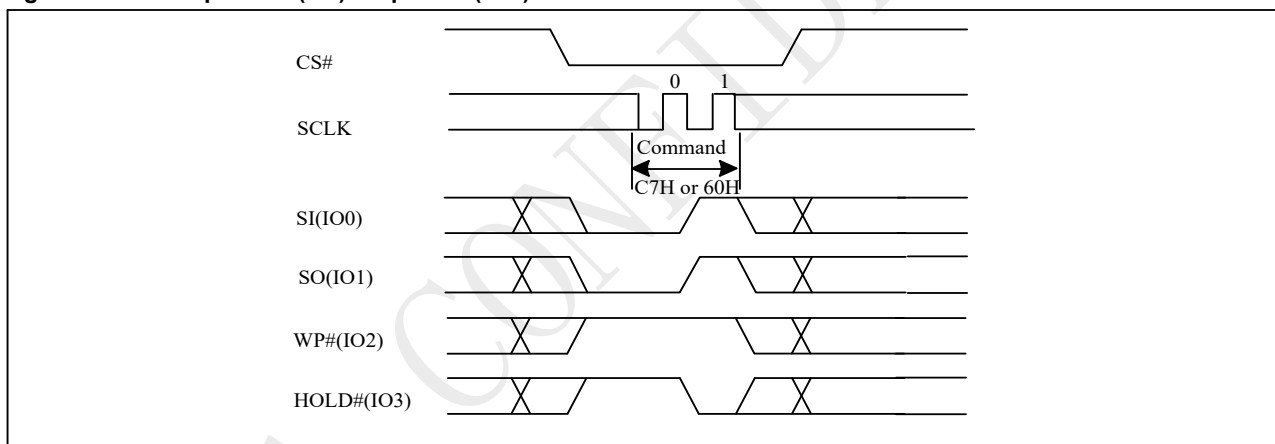 CS#
0 1
SCLK
Command
C7H or 60H
SI(IO0)
SO(IO1)
WP#(IO2)
HOLD#(IO3)